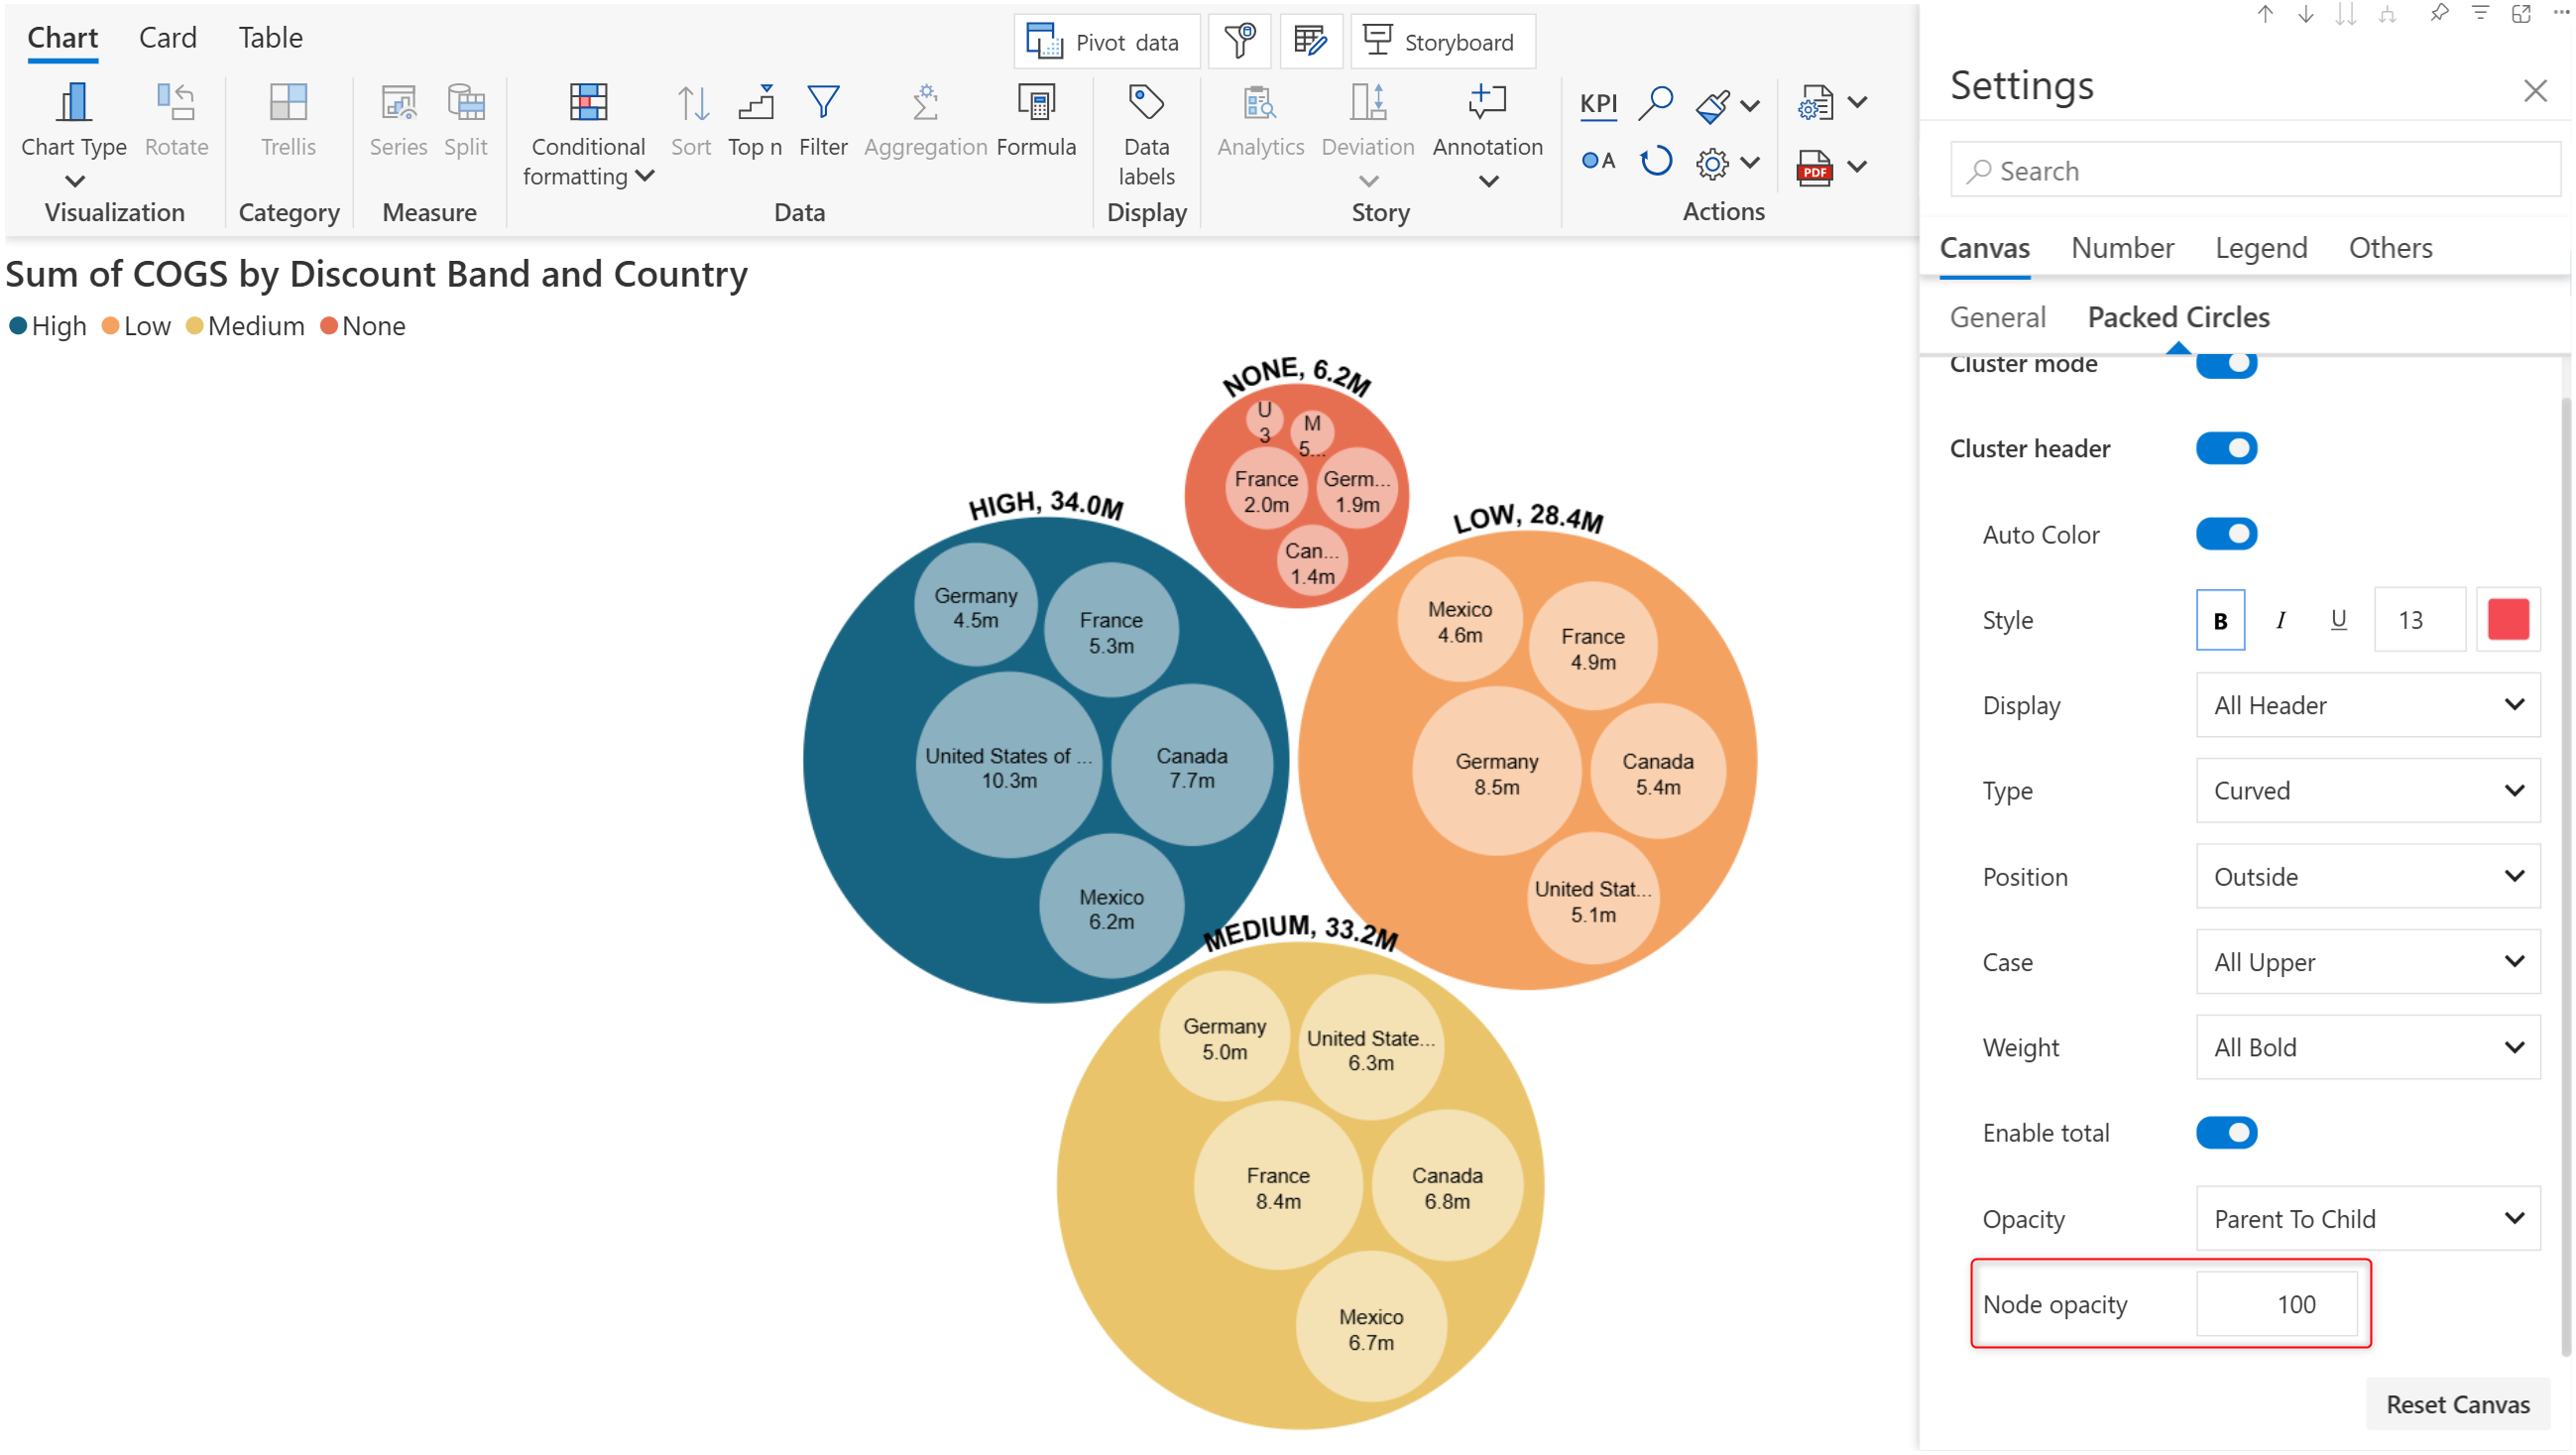 Chart Card Table
Pivot data Storyboard
Chart Type Rotate Trellis Series Split Conditional formatting Sort Top n Filter Aggregation Formula Data labels Analytics Deviation Annotation KPI
A PDF
Visualization Category Measure Data Display Story Actions
Sum of COGS by Discount Band and Country
High Low Medium None
NONE, 6.2M
U
3
M
5...
France
2.0m
Germ...
1.9m
Can...
1.4m
HIGH, 34.0M
Germany
4.5m
France
5.3m
United States of ...
10.3m
Canada
7.7m
Mexico
6.2m
LOW, 28.4M
Mexico
4.6m
France
4.9m
Germany
8.5m
Canada
5.4m
United Stat...
5.1m
MEDIUM, 33.2M
Germany
5.0m
United State...
6.3m
France
8.4m
Canada
6.8m
Mexico
6.7m
Settings
Search
Canvas Number Legend Others
General Packed Circles
Cluster mode
Cluster header
Auto Color
Style B I U 13
Display All Header
Type Curved
Position Outside
Case All Upper
Weight All Bold
Enable total
Opacity Parent To Child
Node opacity 100
Reset Canvas